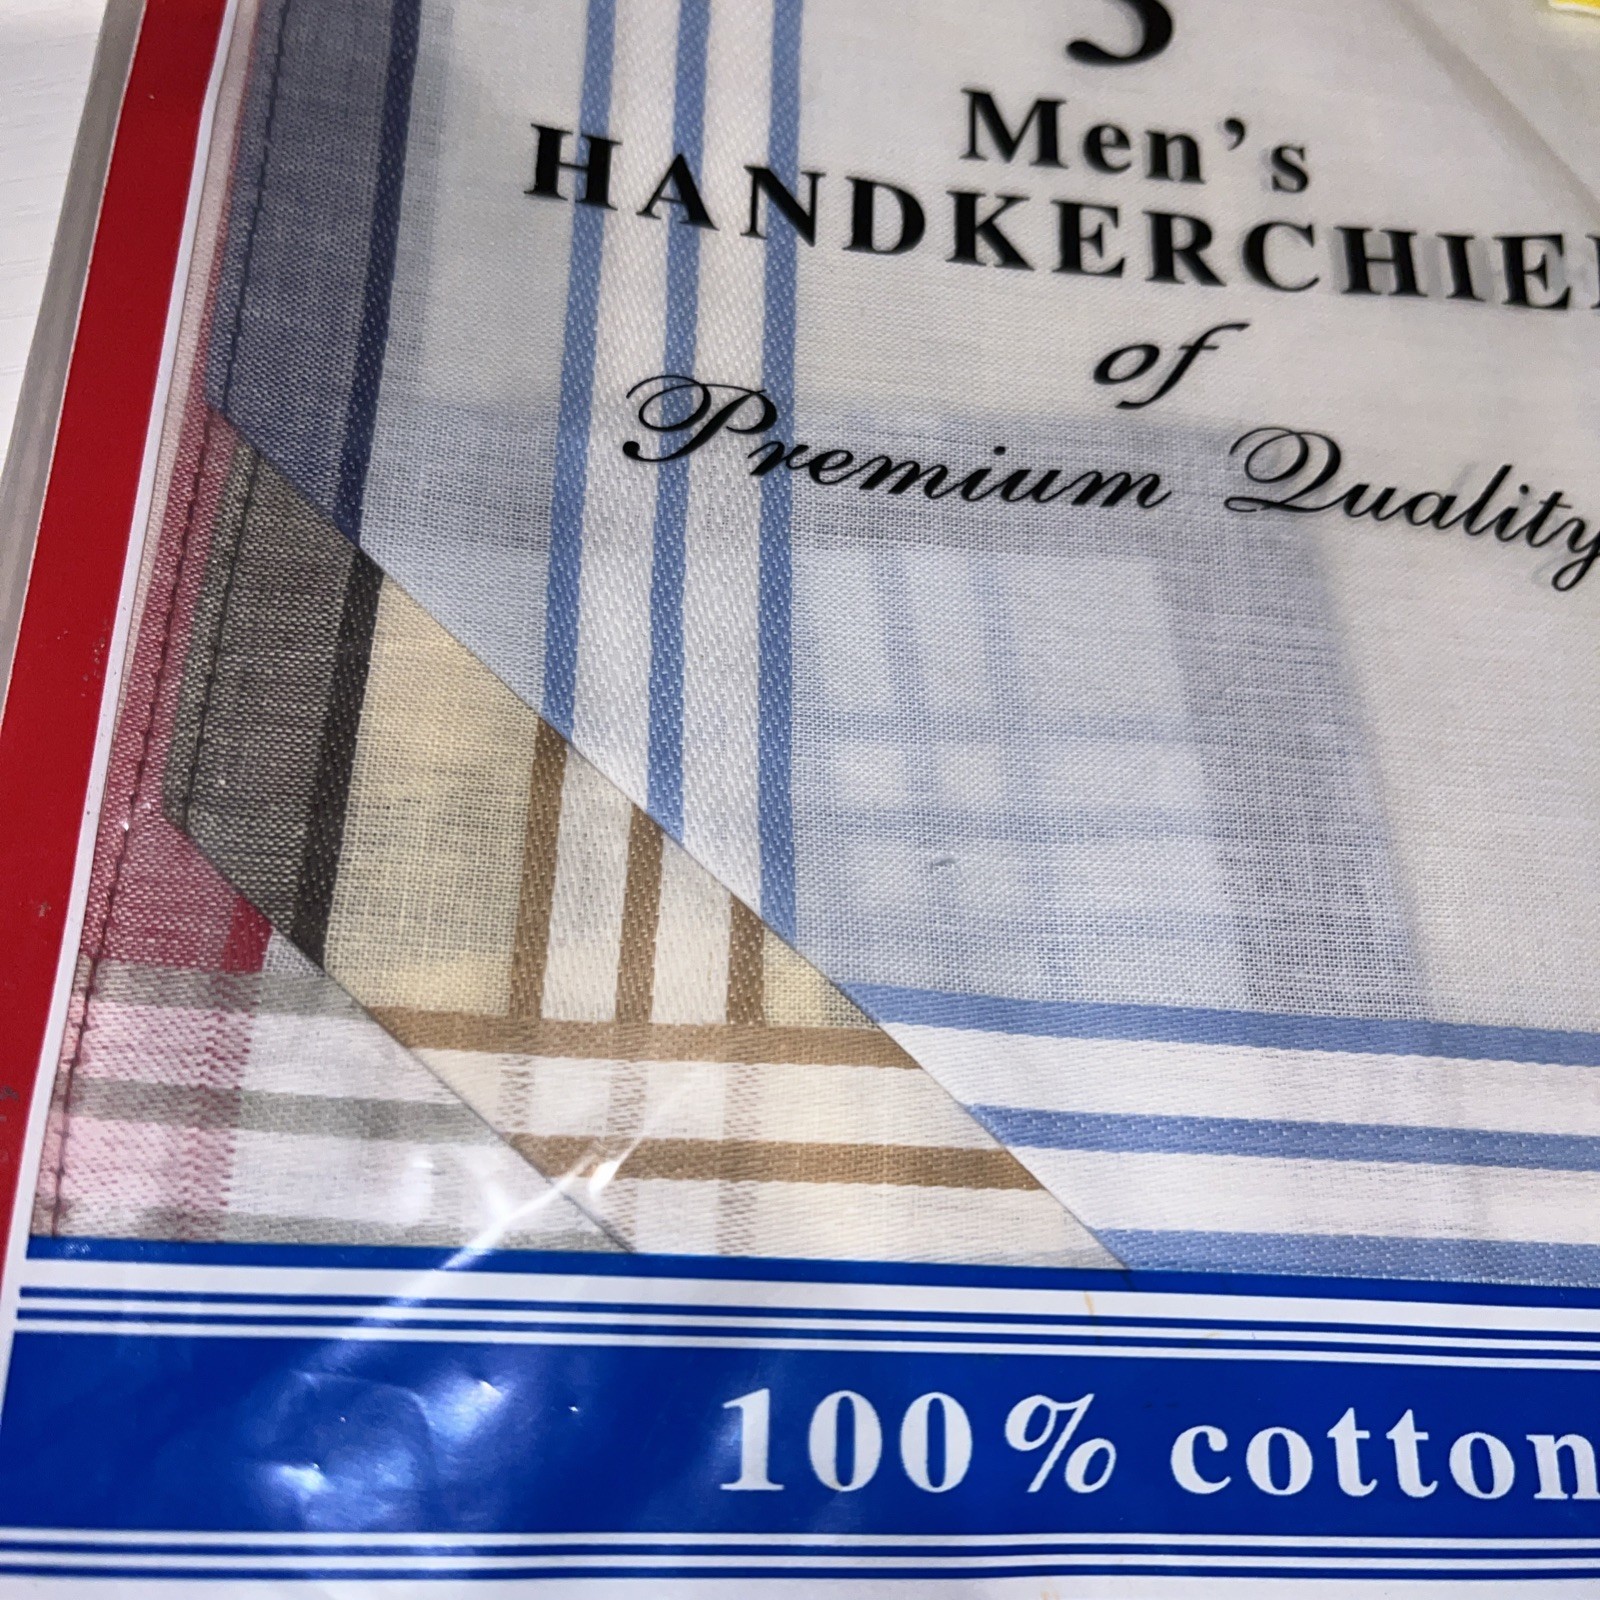 Men's
HANDKERCHIE
of
Premium Quality
100% cotton